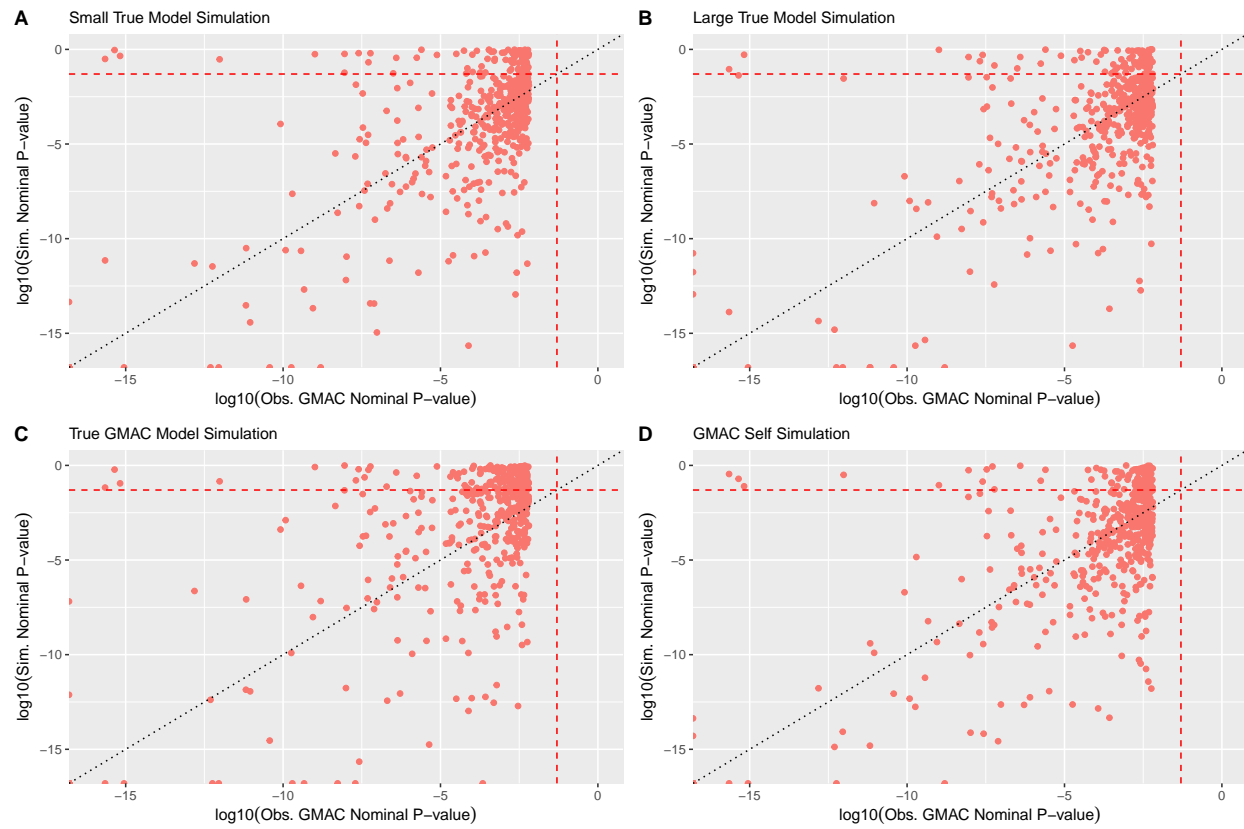 A Small True Model Simulation
B Large True Model Simulation
log10(Sim. Nominal P−value)
0
−5
−10
−15
−15 −10 −5 0
log10(Obs. GMAC Nominal P−value)
log10(Sim. Nominal P−value)
0
−5
−10
−15
−15 −10 −5 0
log10(Obs. GMAC Nominal P−value)
C True GMAC Model Simulation
D GMAC Self Simulation
log10(Sim. Nominal P−value)
0
−5
−10
−15
−15 −10 −5 0
log10(Obs. GMAC Nominal P−value)
log10(Sim. Nominal P−value)
0
−5
−10
−15
−15 −10 −5 0
log10(Obs. GMAC Nominal P−value)